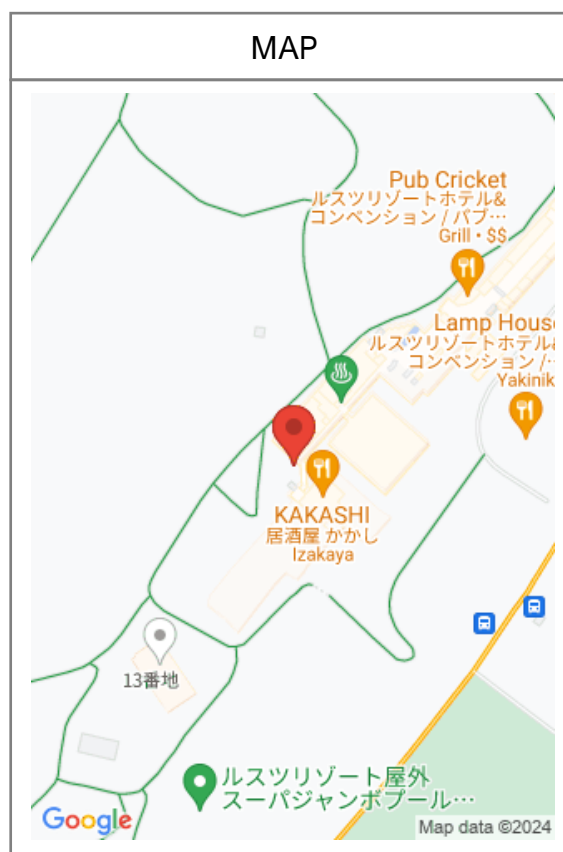 MAP
Pub Cricket
ルスツリゾートホテル&
コンベンション / パブ…
Grill • $$
Lamp House
ルスツリゾートホテル&
コンベンション /…
Yakinik
KAKASHI
居酒屋 かかし
Izakaya
13番地
ルスツリゾート屋外
スーパジャンボプール…
Google
Map data ©2024